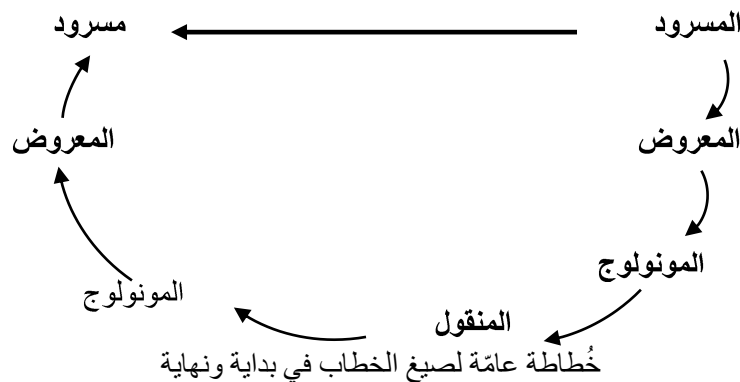 المسرود
مسرود
المعروض
المعروض
المونولوج
المونولوج
المنقول
خُطاطة عامّة لصيغ الخطاب في بداية ونهاية